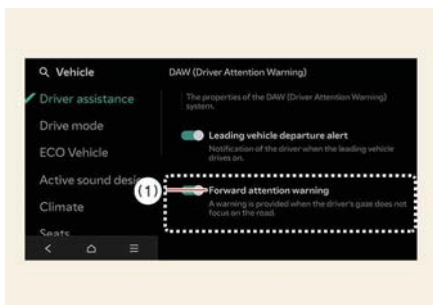 Vehicle
DAW (Driver Attention Warning)
Driver assistance
The properties of the DAW (Driver Attention Warning)
system.
Drive mode
Leading vehicle departure alert
Notification of the driver when the leading vehicle
drives on.
ECO Vehicle
Active sound desig
(1)
Forward attention warning
A warning is provided when the driver's gaze does not
focus on the road.
Climate
Seats